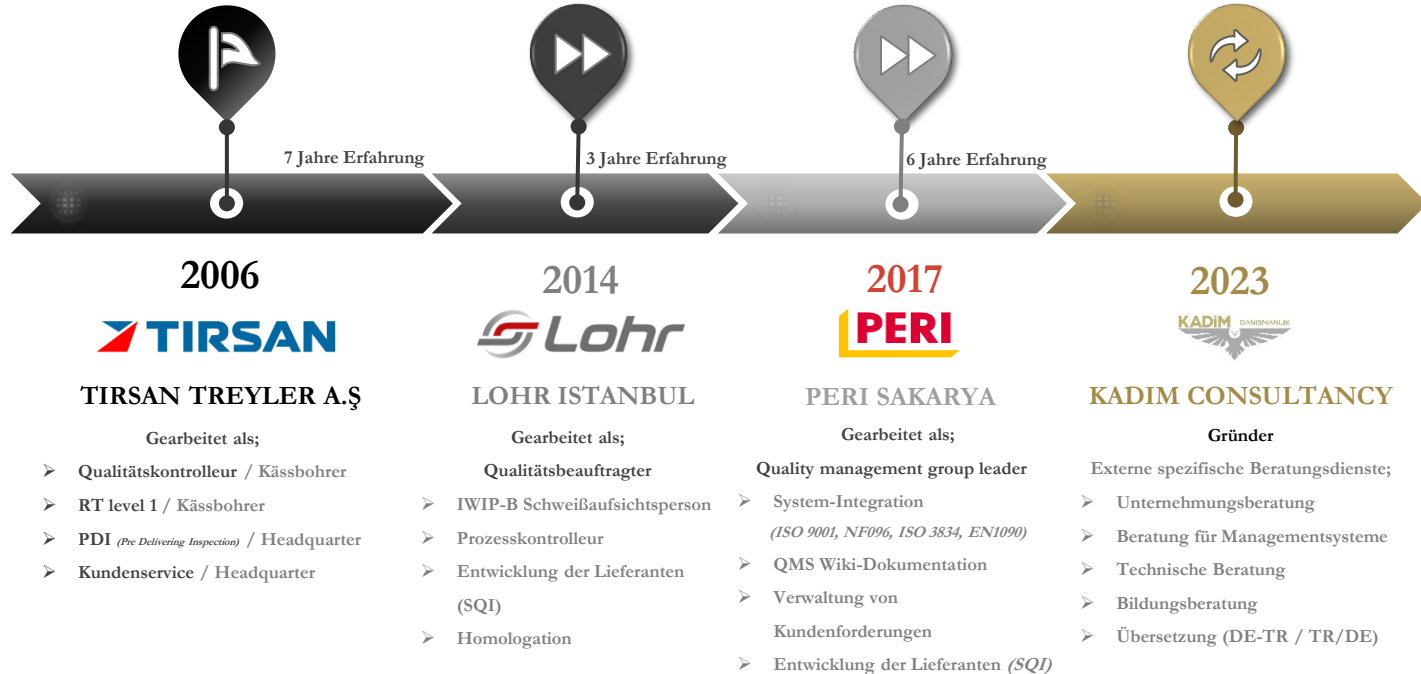 7 Jahre Erfahrung
3 Jahre Erfahrung
6 Jahre Erfahrung
2006
TIRSAN
TIRSAN TREYLER A.Ş
Gearbeitet als;
Qualitätskontrolleur / Kässbohrer
RT level 1 / Kässbohrer
PDI (Pre Delivering Inspection) / Headquarter
Kundenservice / Headquarter
2014
Lohr
LOHR ISTANBUL
Gearbeitet als;
Qualitätsbeauftragter
IWIP-B Schweißaufsichtsperson
Prozesskontrolleur
Entwicklung der Lieferanten
(SQI)
Homologation
2017
PERI
PERI SAKARYA
Gearbeitet als;
Quality management group leader
System-Integration
(ISO 9001, NF096, ISO 3834, EN1090)
QMS Wiki-Dokumentation
Verwaltung von
Kundenforderungen
Entwicklung der Lieferanten (SQI)
2023
KADİM DANISMANLIK
KADIM CONSULTANCY
Gründer
Externe spezifische Beratungsdienste;
Unternehmungsberatung
Beratung für Managementsysteme
Technische Beratung
Bildungsberatung
Übersetzung (DE-TR / TR/DE)